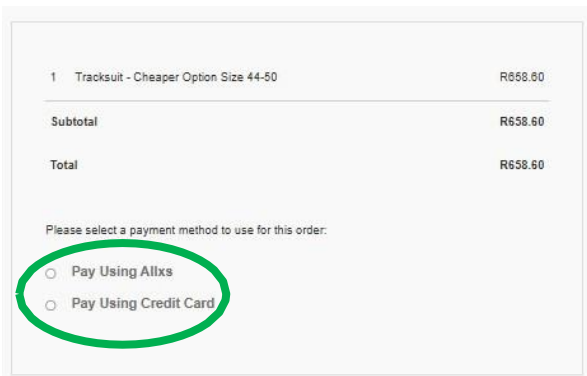 1 Tracksuit - Cheaper Option Size 44-50 R658.60
Subtotal R658.60
Total R658.60
Please select a payment method to use for this order:
Pay Using Allxs
Pay Using Credit Card